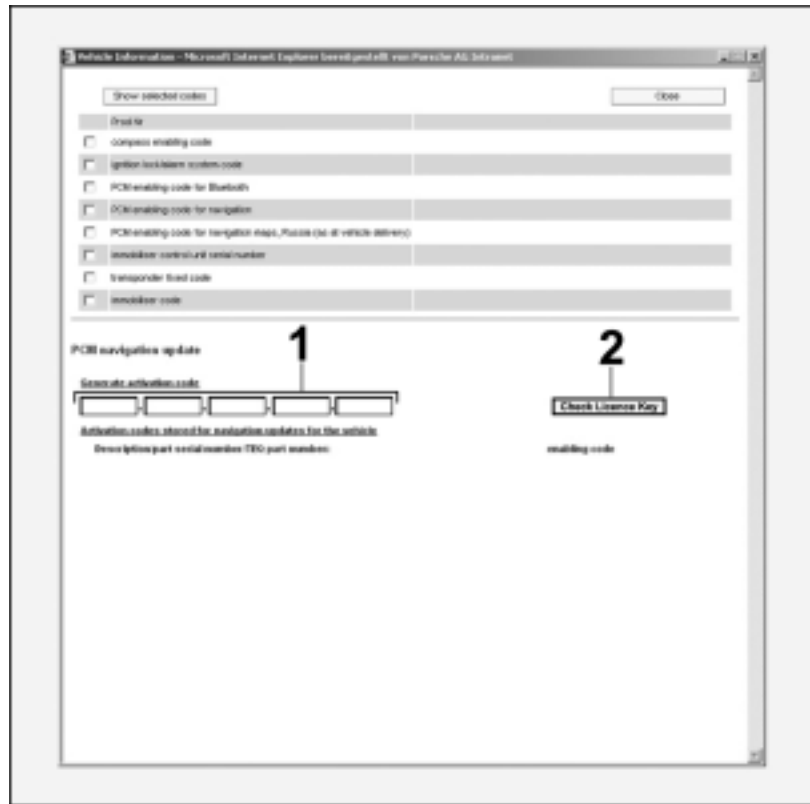 Vehicle Information - Microsoft Internet Explorer bereitgestellt von Porsche AG Intranet
Show selected codes
Close
Prod Nr
compass enabling code
ignition lock/alarm system code
PCM enabling code for Bluetooth
PCM enabling code for navigation
PCM enabling code for navigation maps, Russia (as at vehicle delivery)
immobiliser control unit serial number
transponder fixed code
immobiliser code
1
2
PCM navigation update
Generate activation code
Check Licence Key
Activation codes stored for navigation updates for the vehicle
Description part serial number TEQ part number:
enabling code